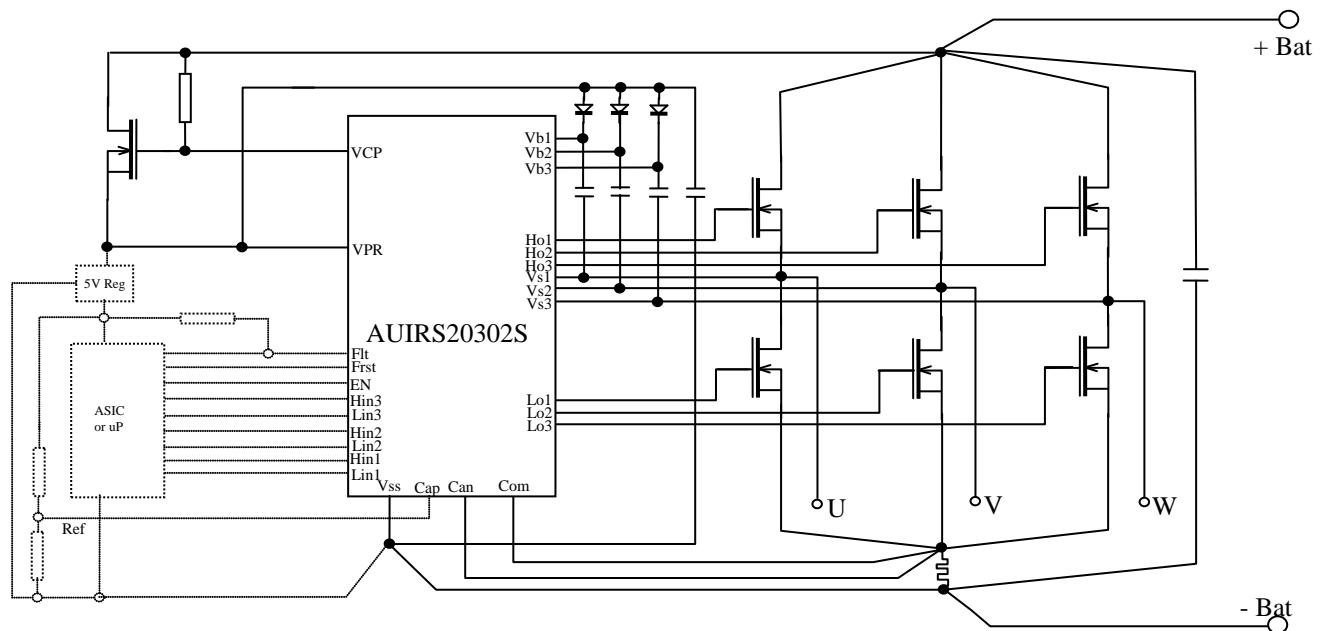 + Bat
Vb1
Vb2
Vb3
VCP
Ho1
Ho2
Ho3
Vs1
Vs2
Vs3
VPR
5V Reg
AUIRS20302S
Flt
Frst
EN
Hin3
Lin3
Hin2
Lin2
Hin1
Lin1
ASIC
or uP
Lo1
Lo2
Lo3
Vss
Cap
Can
Com
Ref
U
V
W
- Bat